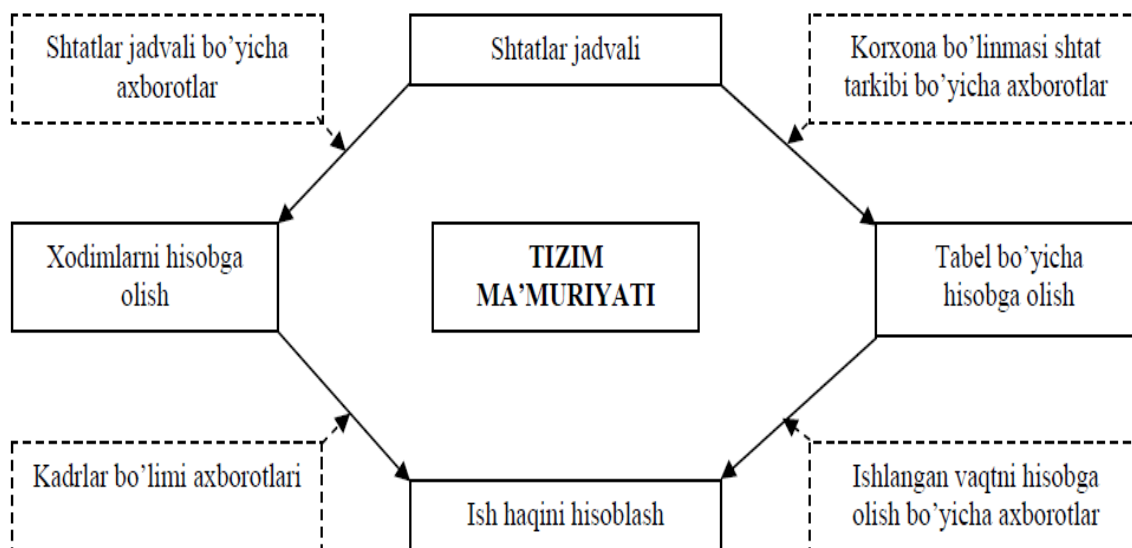 Shtatlar jadvali bo’yicha
axborotlar
Shtatlar jadvali
Korxona bo’linmasi shtat
tarkibi bo’yicha axborotlar
Xodimlarni hisobga
olish
TIZIM
MA’MURIYATI
Tabel bo’yicha
hisobga olish
Kadrlar bo’limi axborotlari
Ish haqini hisoblash
Ishlangan vaqtni hisobga
olish bo’yicha axborotlar